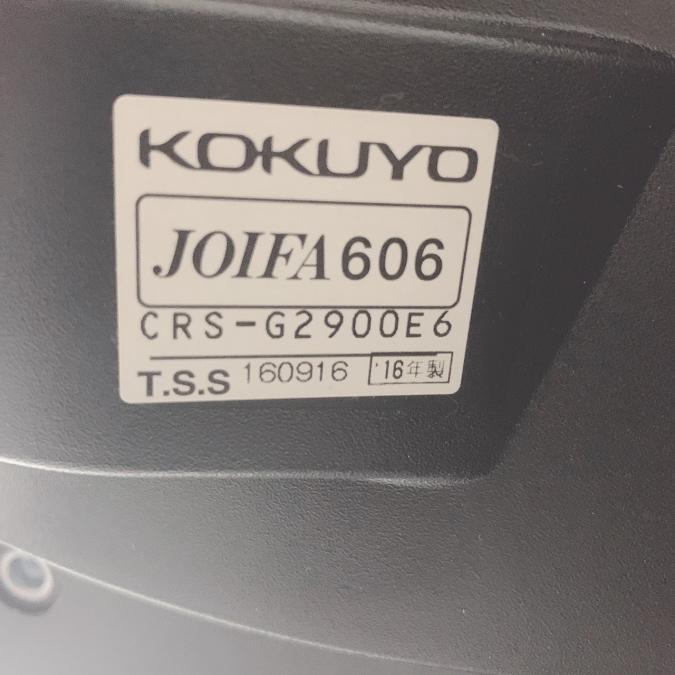 KOKUYO
JOIFA 606
CRS-G2900E6
T.S.S 160916 '16年製